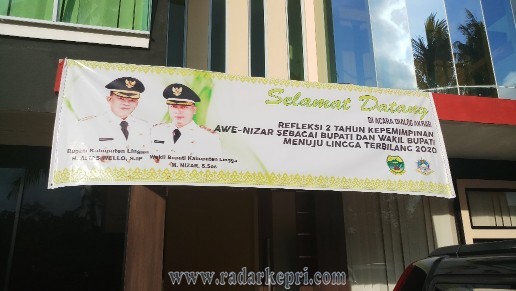 Selamat Datang
DI ACARA DIALOG AKBAR
REFLEKSI 2 TAHUN KEPEMIMPINAN
AWE-NIZAR SEBAGAI BUPATI DAN WAKIL BUPATI
MENUJU LINGGA TERBILANG 2020
Bupati Kabupaten Lingga
H. ALIAS WELLO, S.IP
Wakil Bupati Kabupaten Lingga
M. NIZAR, S.Sos
www.radarkepri.com